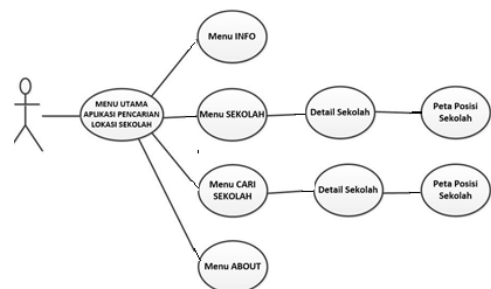 Menu INFO
MENU UTAMA
APLIKASI PENCARIAN
LOKASI SEKOLAH
Menu SEKOLAH
Detail Sekolah
Peta Posisi
Sekolah
Menu CARI
SEKOLAH
Detail Sekolah
Peta Posisi
Sekolah
Menu ABOUT